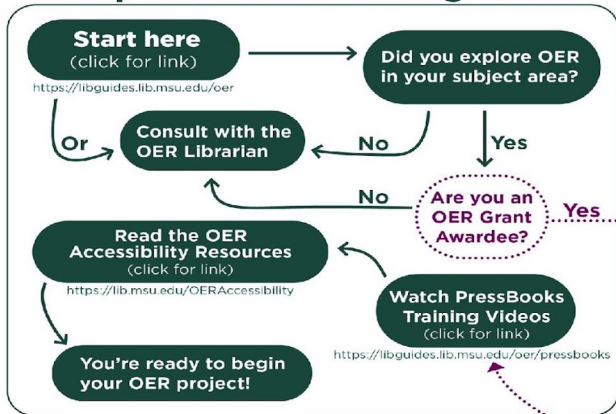 Start here
(click for link)
https://libguides.lib.msu.edu/oer
Did you explore OER
in your subject area?
Or
Consult with the
OER Librarian
No
Yes
No
Are you an
OER Grant
Awardee?
Yes
Read the OER
Accessibility Resources
(click for link)
https://lib.msu.edu/OERAccessibility
Watch PressBooks
Training Videos
(click for link)
https://libguides.lib.msu.edu/oer/pressbooks
You're ready to begin
your OER project!